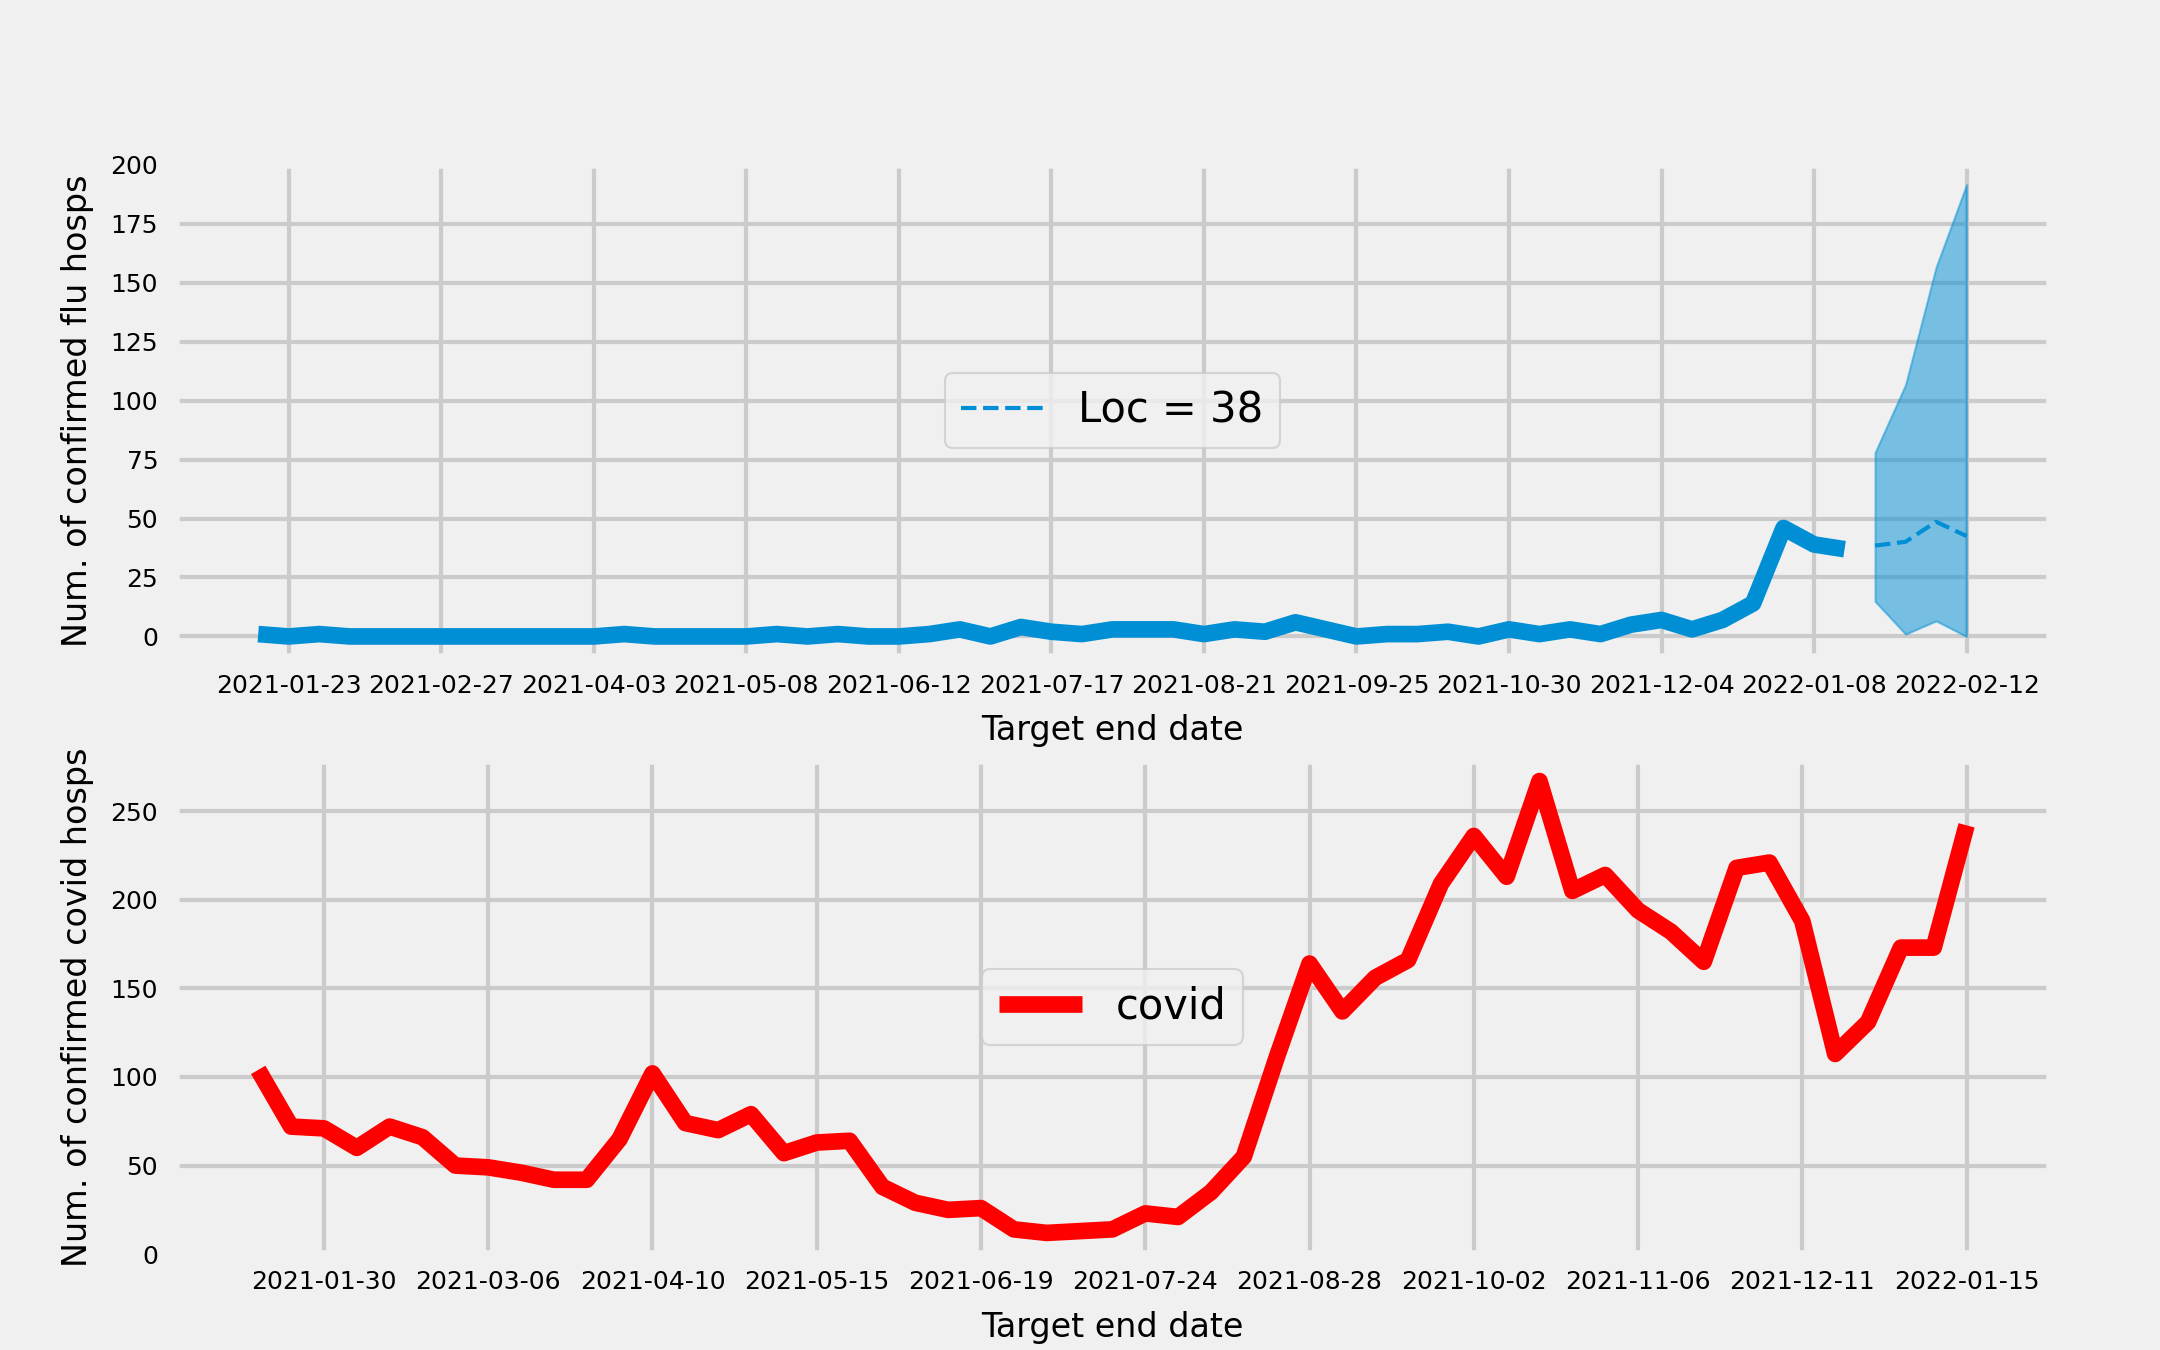 Num. of confirmed flu hosps
200
175
150
125
100
75
50
25
0
Loc = 38
2021-01-23 2021-02-27 2021-04-03 2021-05-08 2021-06-12 2021-07-17 2021-08-21 2021-09-25 2021-10-30 2021-12-04 2022-01-08 2022-02-12
Target end date
Num. of confirmed covid hosps
250
200
150
100
50
0
covid
2021-01-30 2021-03-06 2021-04-10 2021-05-15 2021-06-19 2021-07-24 2021-08-28 2021-10-02 2021-11-06 2021-12-11 2022-01-15
Target end date